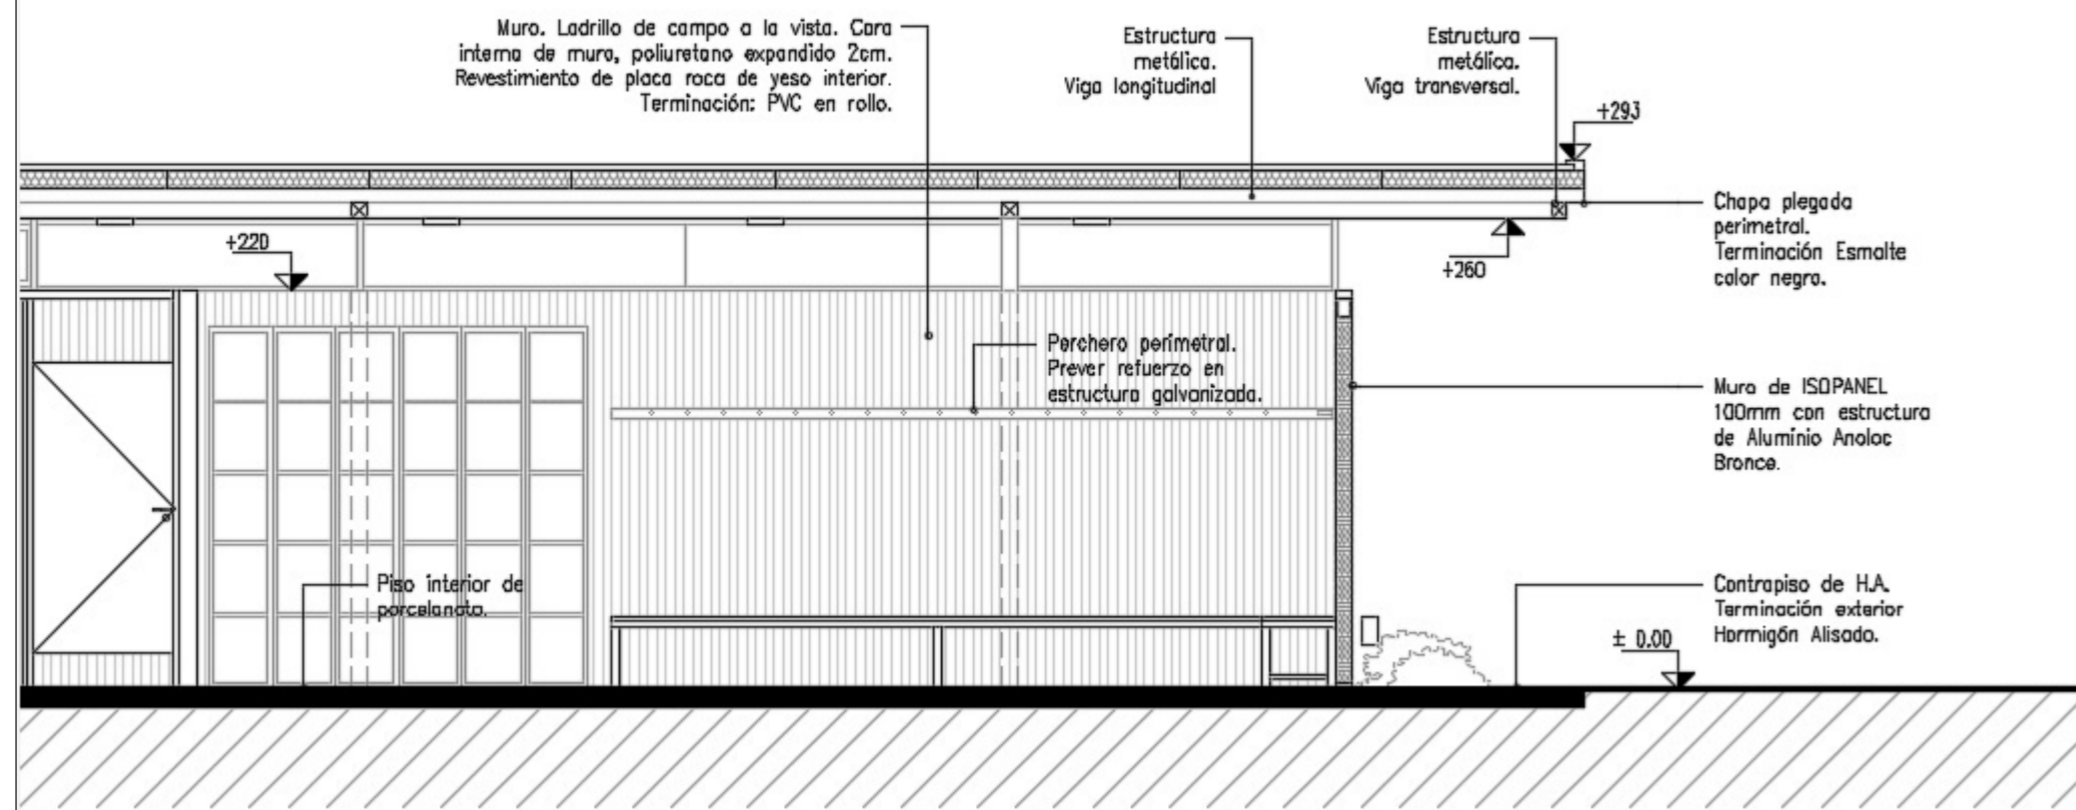 Muro. Ladrillo de campo a la vista. Cara
interna de muro, poliuretano expandido 2cm.
Revestimiento de placa roca de yeso interior.
Terminación: PVC en rollo.
Estructura
metálica.
Viga longitudinal
Estructura
metálica.
Viga transversal.
+293
Chapa plegada
perimetral.
Terminación Esmalte
color negro.
+220
+260
Perchero perimetral.
Prever refuerzo en
estructura galvanizada.
Muro de ISOPANEL
100mm con estructura
de Aluminio Anoloc
Bronce.
Piso interior de
porcelanato.
Contrapiso de H.A.
Terminación exterior
Hormigón Alisado.
± 0.00